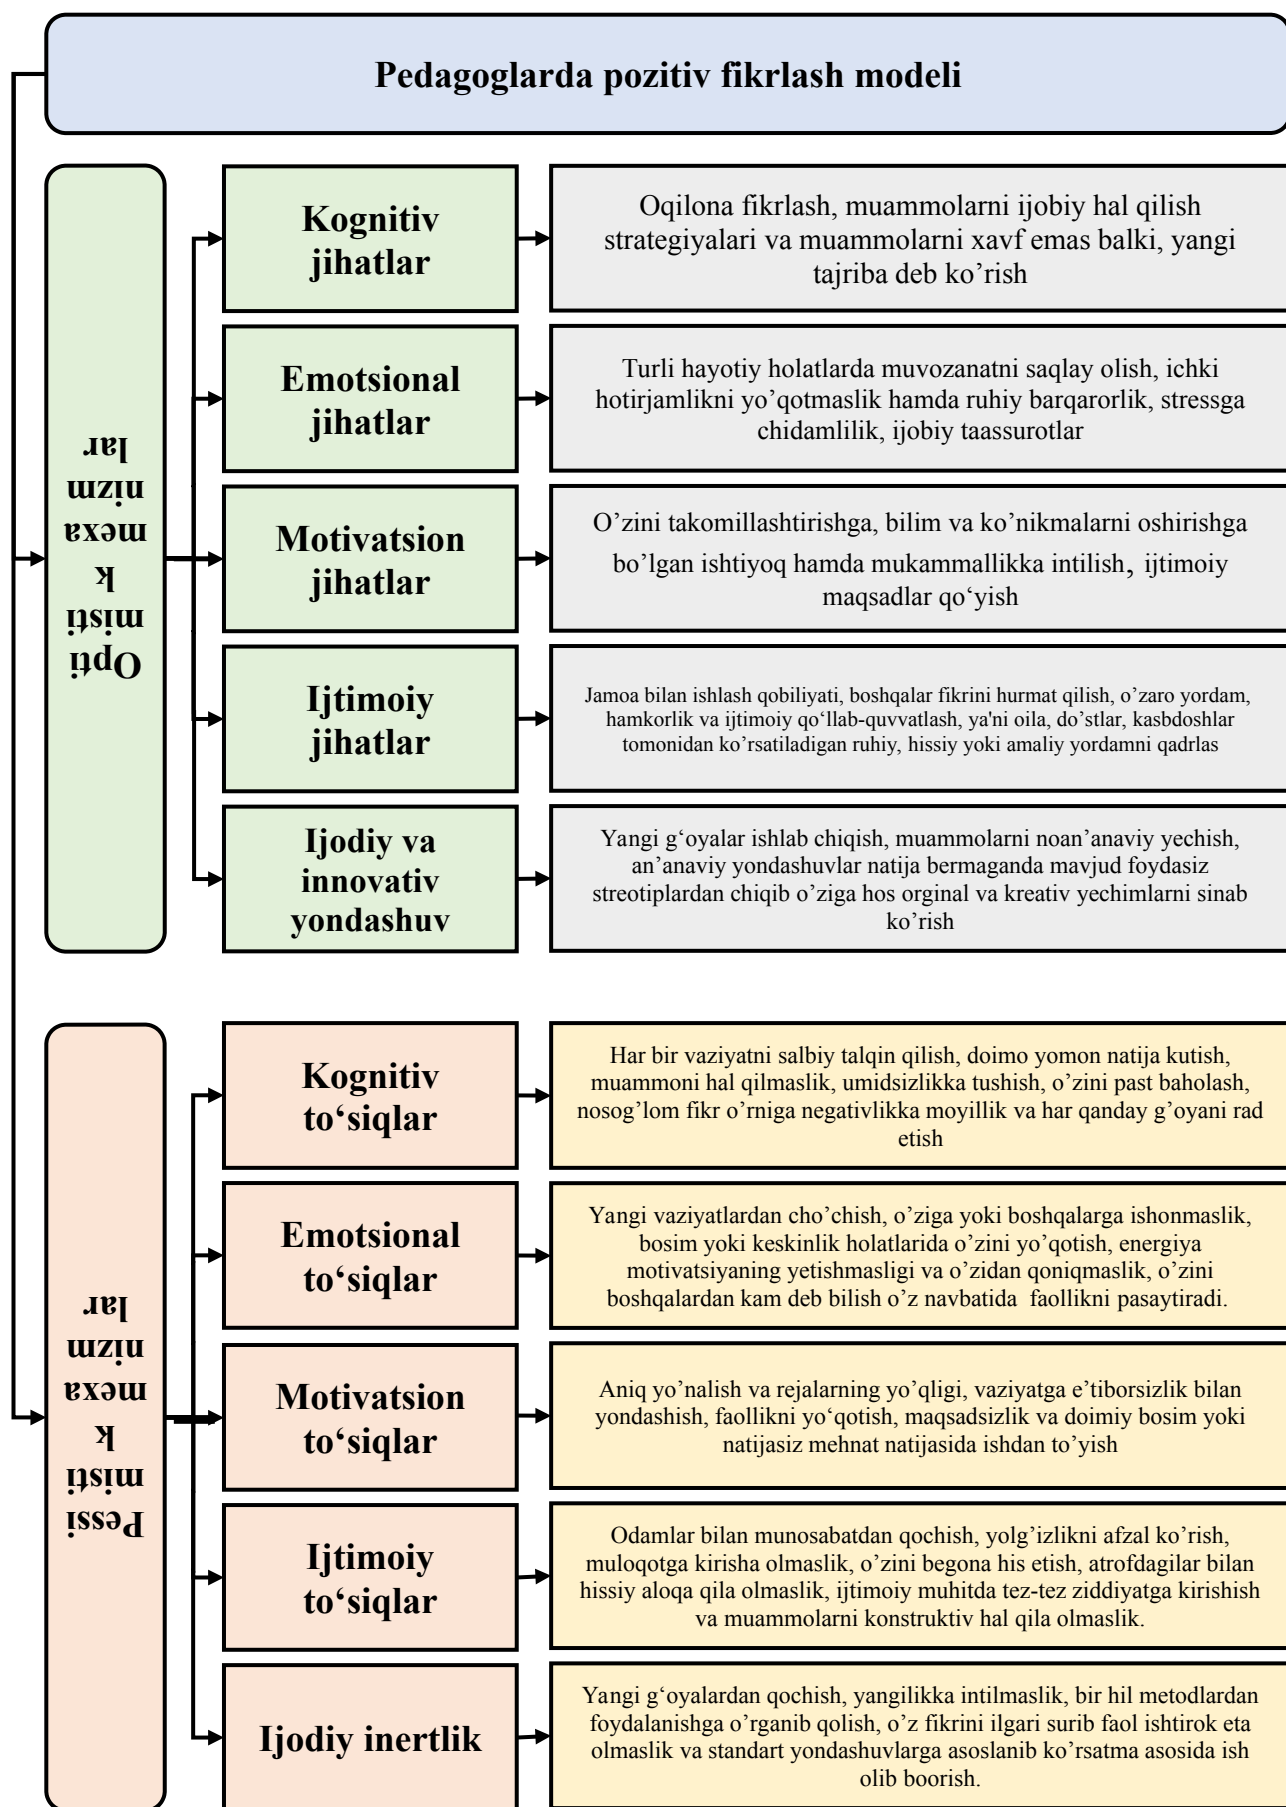 Pedagoglarda pozitiv fikrlash modeli
Opti
misti
k
mexa
nizm
lar
Kognitiv
jihatlar
Oqilona fikrlash, muammolarni ijobiy hal qilish
strategiyalari va muammolarni xavf emas balki, yangi
tajriba deb ko’rish
Emotsional
jihatlar
Turli hayotiy holatlarda muvozanatni saqlay olish, ichki
hotirjamlikni yo’qotmaslik hamda ruhiy barqarorlik, stressga
chidamlilik, ijobiy taassurotlar
Motivatsion
jihatlar
O’zini takomillashtirishga, bilim va ko’nikmalarni oshirishga
bo’lgan ishtiyoq hamda mukammallikka intilish, ijtimoiy
maqsadlar qo‘yish
Ijtimoiy
jihatlar
Jamoa bilan ishlash qobiliyati, boshqalar fikrini hurmat qilish, o’zaro yordam,
hamkorlik va ijtimoiy qo‘llab-quvvatlash, ya'ni oila, do’stlar, kasbdoshlar
tomonidan ko’rsatiladigan ruhiy, hissiy yoki amaliy yordamni qadrlas
Ijodiy va
innovativ
yondashuv
Yangi g‘oyalar ishlab chiqish, muammolarni noan’anaviy yechish,
an’anaviy yondashuvlar natija bermaganda mavjud foydasiz
streotiplardan chiqib o’ziga hos orginal va kreativ yechimlarni sinab
ko’rish
Pessi
misti
k
mexa
nizm
lar
Kognitiv
to‘siqlar
Har bir vaziyatni salbiy talqin qilish, doimo yomon natija kutish,
muammoni hal qilmaslik, umidsizlikka tushish, o’zini past baholash,
nosog’lom fikr o’rniga negativlikka moyillik va har qanday g’oyani rad
etish
Emotsional
to‘siqlar
Yangi vaziyatlardan cho’chish, o’ziga yoki boshqalarga ishonmaslik,
bosim yoki keskinlik holatlarida o’zini yo’qotish, energiya
motivatsiyaning yetishmasligi va o’zidan qoniqmaslik, o’zini
boshqalardan kam deb bilish o’z navbatida faollikni pasaytiradi.
Motivatsion
to‘siqlar
Aniq yo’nalish va rejalarning yo’qligi, vaziyatga e’tiborsizlik bilan
yondashish, faollikni yo’qotish, maqsadsizlik va doimiy bosim yoki
natijasiz mehnat natijasida ishdan to’yish
Ijtimoiy
to‘siqlar
Odamlar bilan munosabatdan qochish, yolg’izlikni afzal ko’rish,
muloqotga kirisha olmaslik, o’zini begona his etish, atrofdagilar bilan
hissiy aloqa qila olmaslik, ijtimoiy muhitda tez-tez ziddiyatga kirishish
va muammolarni konstruktiv hal qila olmaslik.
Ijodiy inertlik
Yangi g‘oyalardan qochish, yangilikka intilmaslik, bir hil metodlardan
foydalanishga o’rganib qolish, o’z fikrini ilgari surib faol ishtirok eta
olmaslik va standart yondashuvlarga asoslanib ko’rsatma asosida ish
olib boorish.